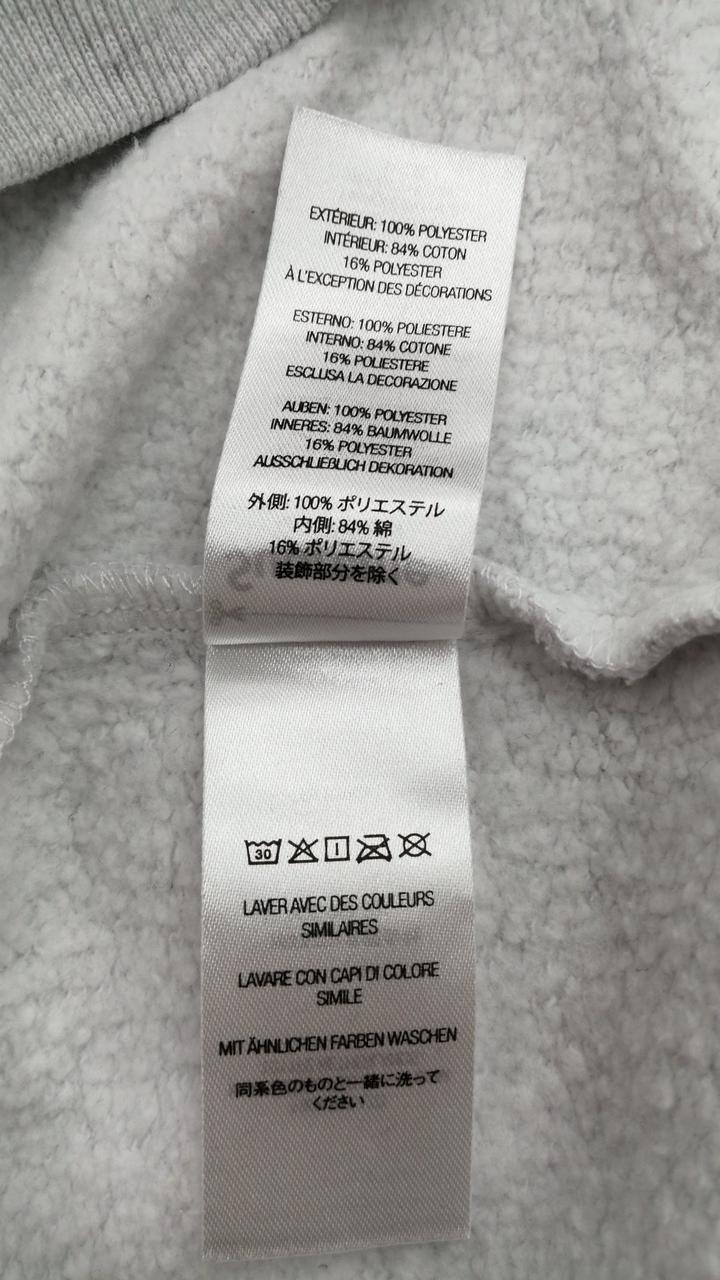 EXTÉRIEUR: 100% POLYESTER
INTÉRIEUR: 84% COTON
16% POLYESTER
À L'EXCEPTION DES DÉCORATIONS
ESTERNO: 100% POLIESTERE
INTERNO: 84% COTONE
16% POLIESTERE
ESCLUSA LA DECORAZIONE
AUßEN: 100% POLYESTER
INNERES: 84% BAUMWOLLE
16% POLYESTER
AUSSCHLIEßLICH DEKORATION
外側: 100% ポリエステル
内側: 84% 綿
16% ポリエステル
装飾部分を除く
30
LAVER AVEC DES COULEURS
SIMILAIRES
LAVARE CON CAPI DI COLORE
SIMILE
MIT ÄHNLICHEN FARBEN WASCHEN
同系色のものと一緒に洗って
ください